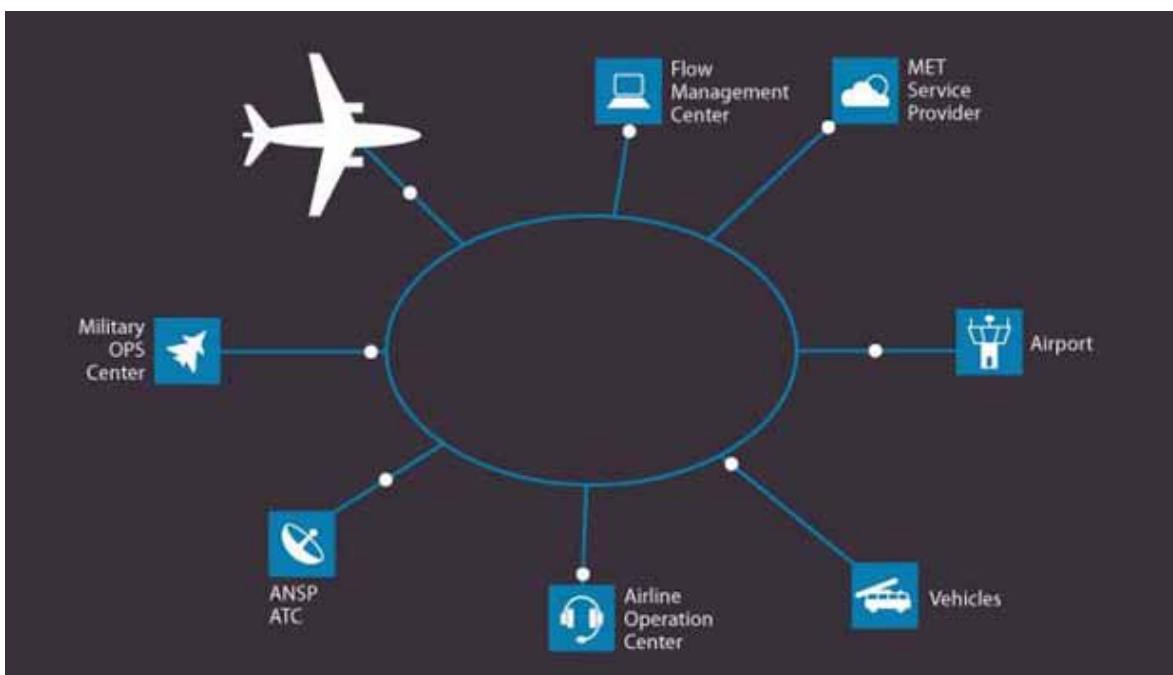 Flow
Management
Center
MET
Service
Provider
Military
OPS
Center
Airport
ANSP
ATC
Airline
Operation
Center
Vehicles